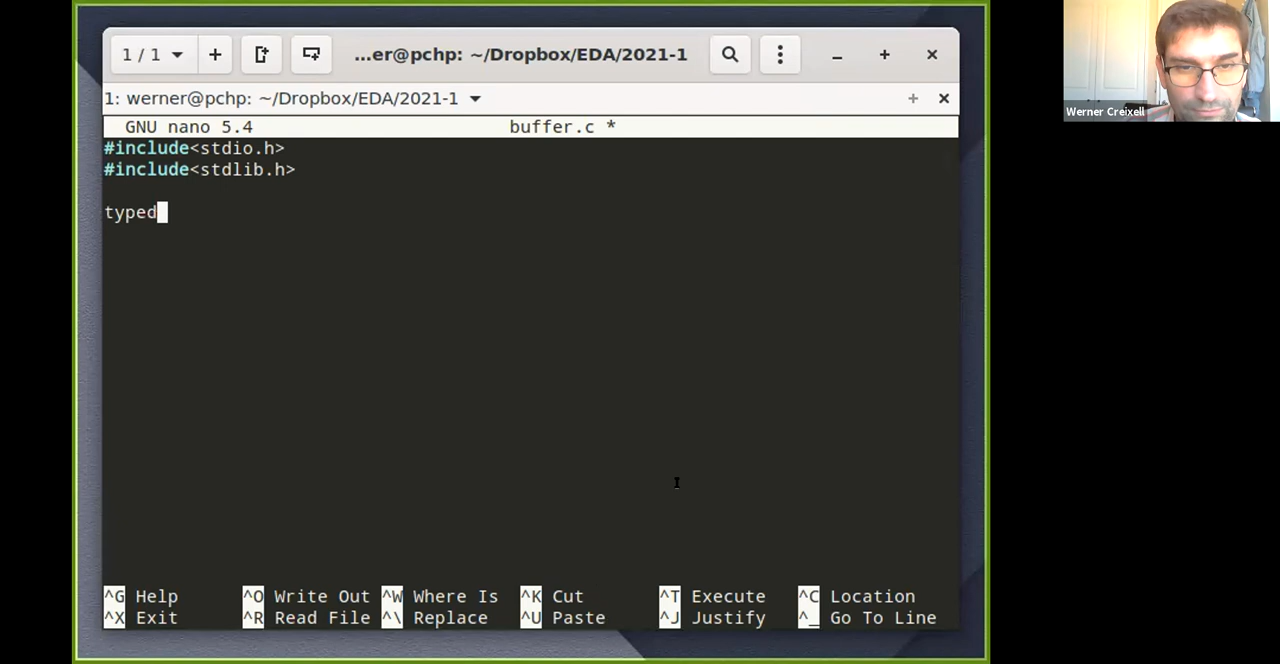 1 / 1
...er@pchp: ~/Dropbox/EDA/2021-1
1: werner@pchp: ~/Dropbox/EDA/2021-1
GNU nano 5.4 buffer.c *
#include<stdio.h>
#include<stdlib.h>
typed
^G Help ^O Write Out ^W Where Is ^K Cut ^T Execute ^C Location
^X Exit ^R Read File ^\ Replace ^U Paste ^J Justify ^_ Go To Line
Werner Creixell